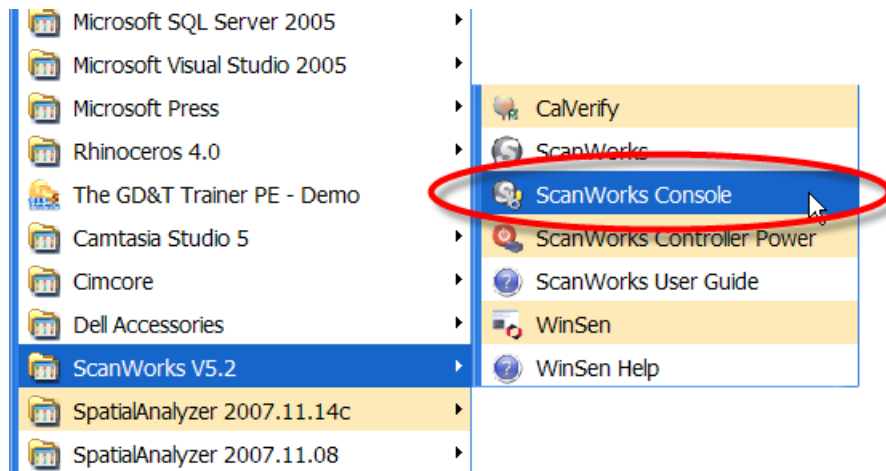 Microsoft SQL Server 2005
Microsoft Visual Studio 2005
Microsoft Press
Rhinoceros 4.0
The GD&T Trainer PE - Demo
Camtasia Studio 5
Cimcore
Dell Accessories
ScanWorks V5.2
SpatialAnalyzer 2007.11.14c
SpatialAnalyzer 2007.11.08
CalVerify
ScanWorks
ScanWorks Console
ScanWorks Controller Power
ScanWorks User Guide
WinSen
WinSen Help